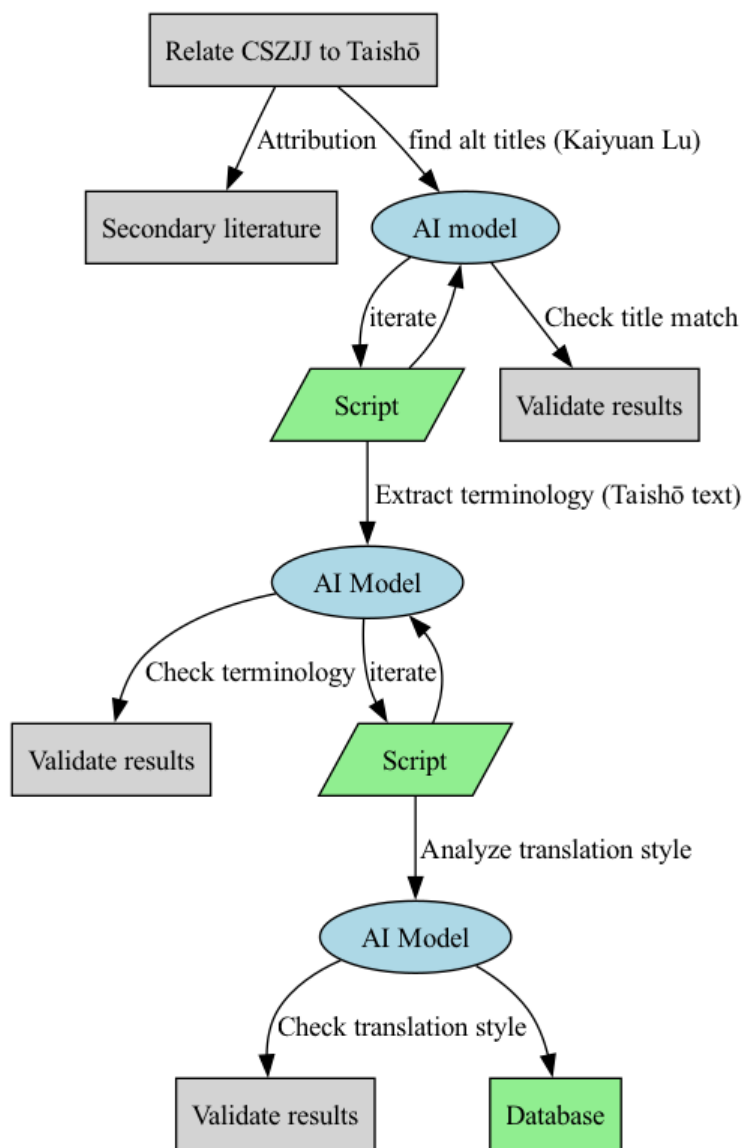 Relate CSZJJ to Taishō
Attribution
find alt titles (Kaiyuan Lu)
Secondary literature
AI model
iterate
Check title match
Script
Validate results
Extract terminology (Taishō text)
AI Model
Check terminology
iterate
Validate results
Script
Analyze translation style
AI Model
Check translation style
Validate results
Database